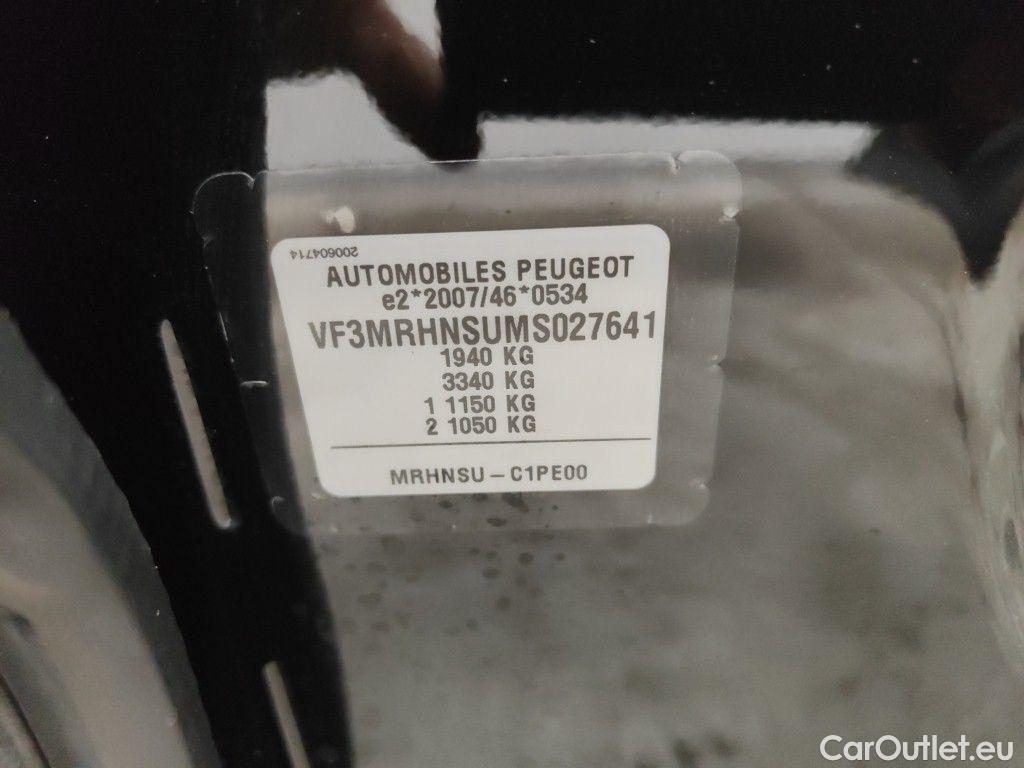 200604714
AUTOMOBILES PEUGEOT
e2*2007/46*0534
VF3MRHNSUMS027641
1940 KG
3340 KG
1 1150 KG
2 1050 KG
MRHNSU – C1PE00
CarOutlet.eu